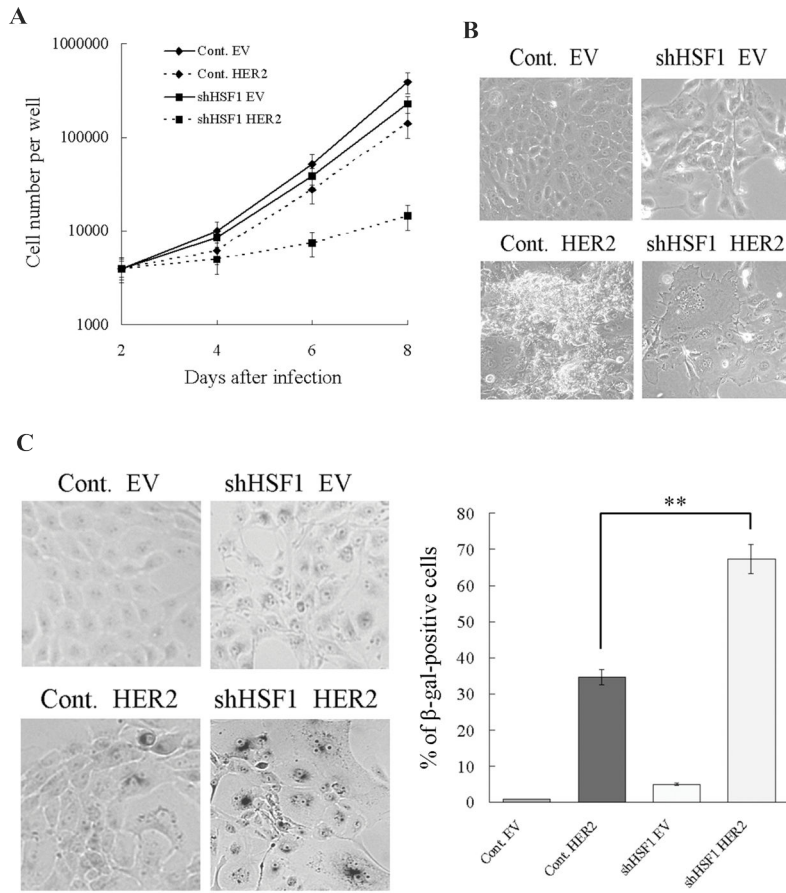 A
1000000
100000
10000
1000
Cell number per well
2 4 6 8
Days after infection
Cont. EV
Cont. HER2
shHSF1 EV
shHSF1 HER2
B
Cont. EV shHSF1 EV
Cont. HER2 shHSF1 HER2
C
Cont. EV shHSF1 EV
Cont. HER2 shHSF1 HER2
% of β-gal-positive cells
80
70
60
50
40
30
20
10
0
**
Cont EV
Cont HER2
shHSF1 EV
shHSF1 HER2